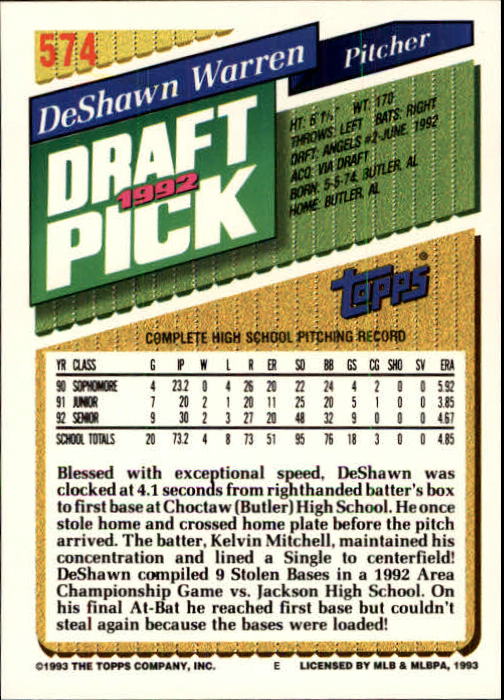 574
DeShawn Warren
Pitcher
DRAFT
1992
PICK
HT: 6'1½" WT: 170
THROWS: LEFT BATS: RIGHT
DRFT: ANGELS #2-JUNE, 1992
ACQ: VIA DRAFT
BORN: 5-5-74, BUTLER, AL
HOME: BUTLER, AL
Topps®
COMPLETE HIGH SCHOOL PITCHING RECORD
YR CLASS G IP W L R ER SO BB GS CG SHO SV ERA
90 SOPHOMORE 4 23.2 0 4 26 20 22 24 4 2 0 0 5.92
91 JUNIOR 7 20 2 1 20 11 25 20 5 1 0 0 3.85
92 SENIOR 9 30 2 3 27 20 48 32 9 0 0 0 4.67
SCHOOL TOTALS 20 73.2 4 8 73 51 95 76 18 3 0 0 4.85
Blessed with exceptional speed, DeShawn was
clocked at 4.1 seconds from righthanded batter's box
to first base at Choctaw (Butler) High School. He once
stole home and crossed home plate before the pitch
arrived. The batter, Kelvin Mitchell, maintained his
concentration and lined a Single to centerfield!
DeShawn compiled 9 Stolen Bases in a 1992 Area
Championship Game vs. Jackson High School. On
his final At-Bat he reached first base but couldn't
steal again because the bases were loaded!
©1993 THE TOPPS COMPANY, INC. E LICENSED BY MLB & MLBPA, 1993